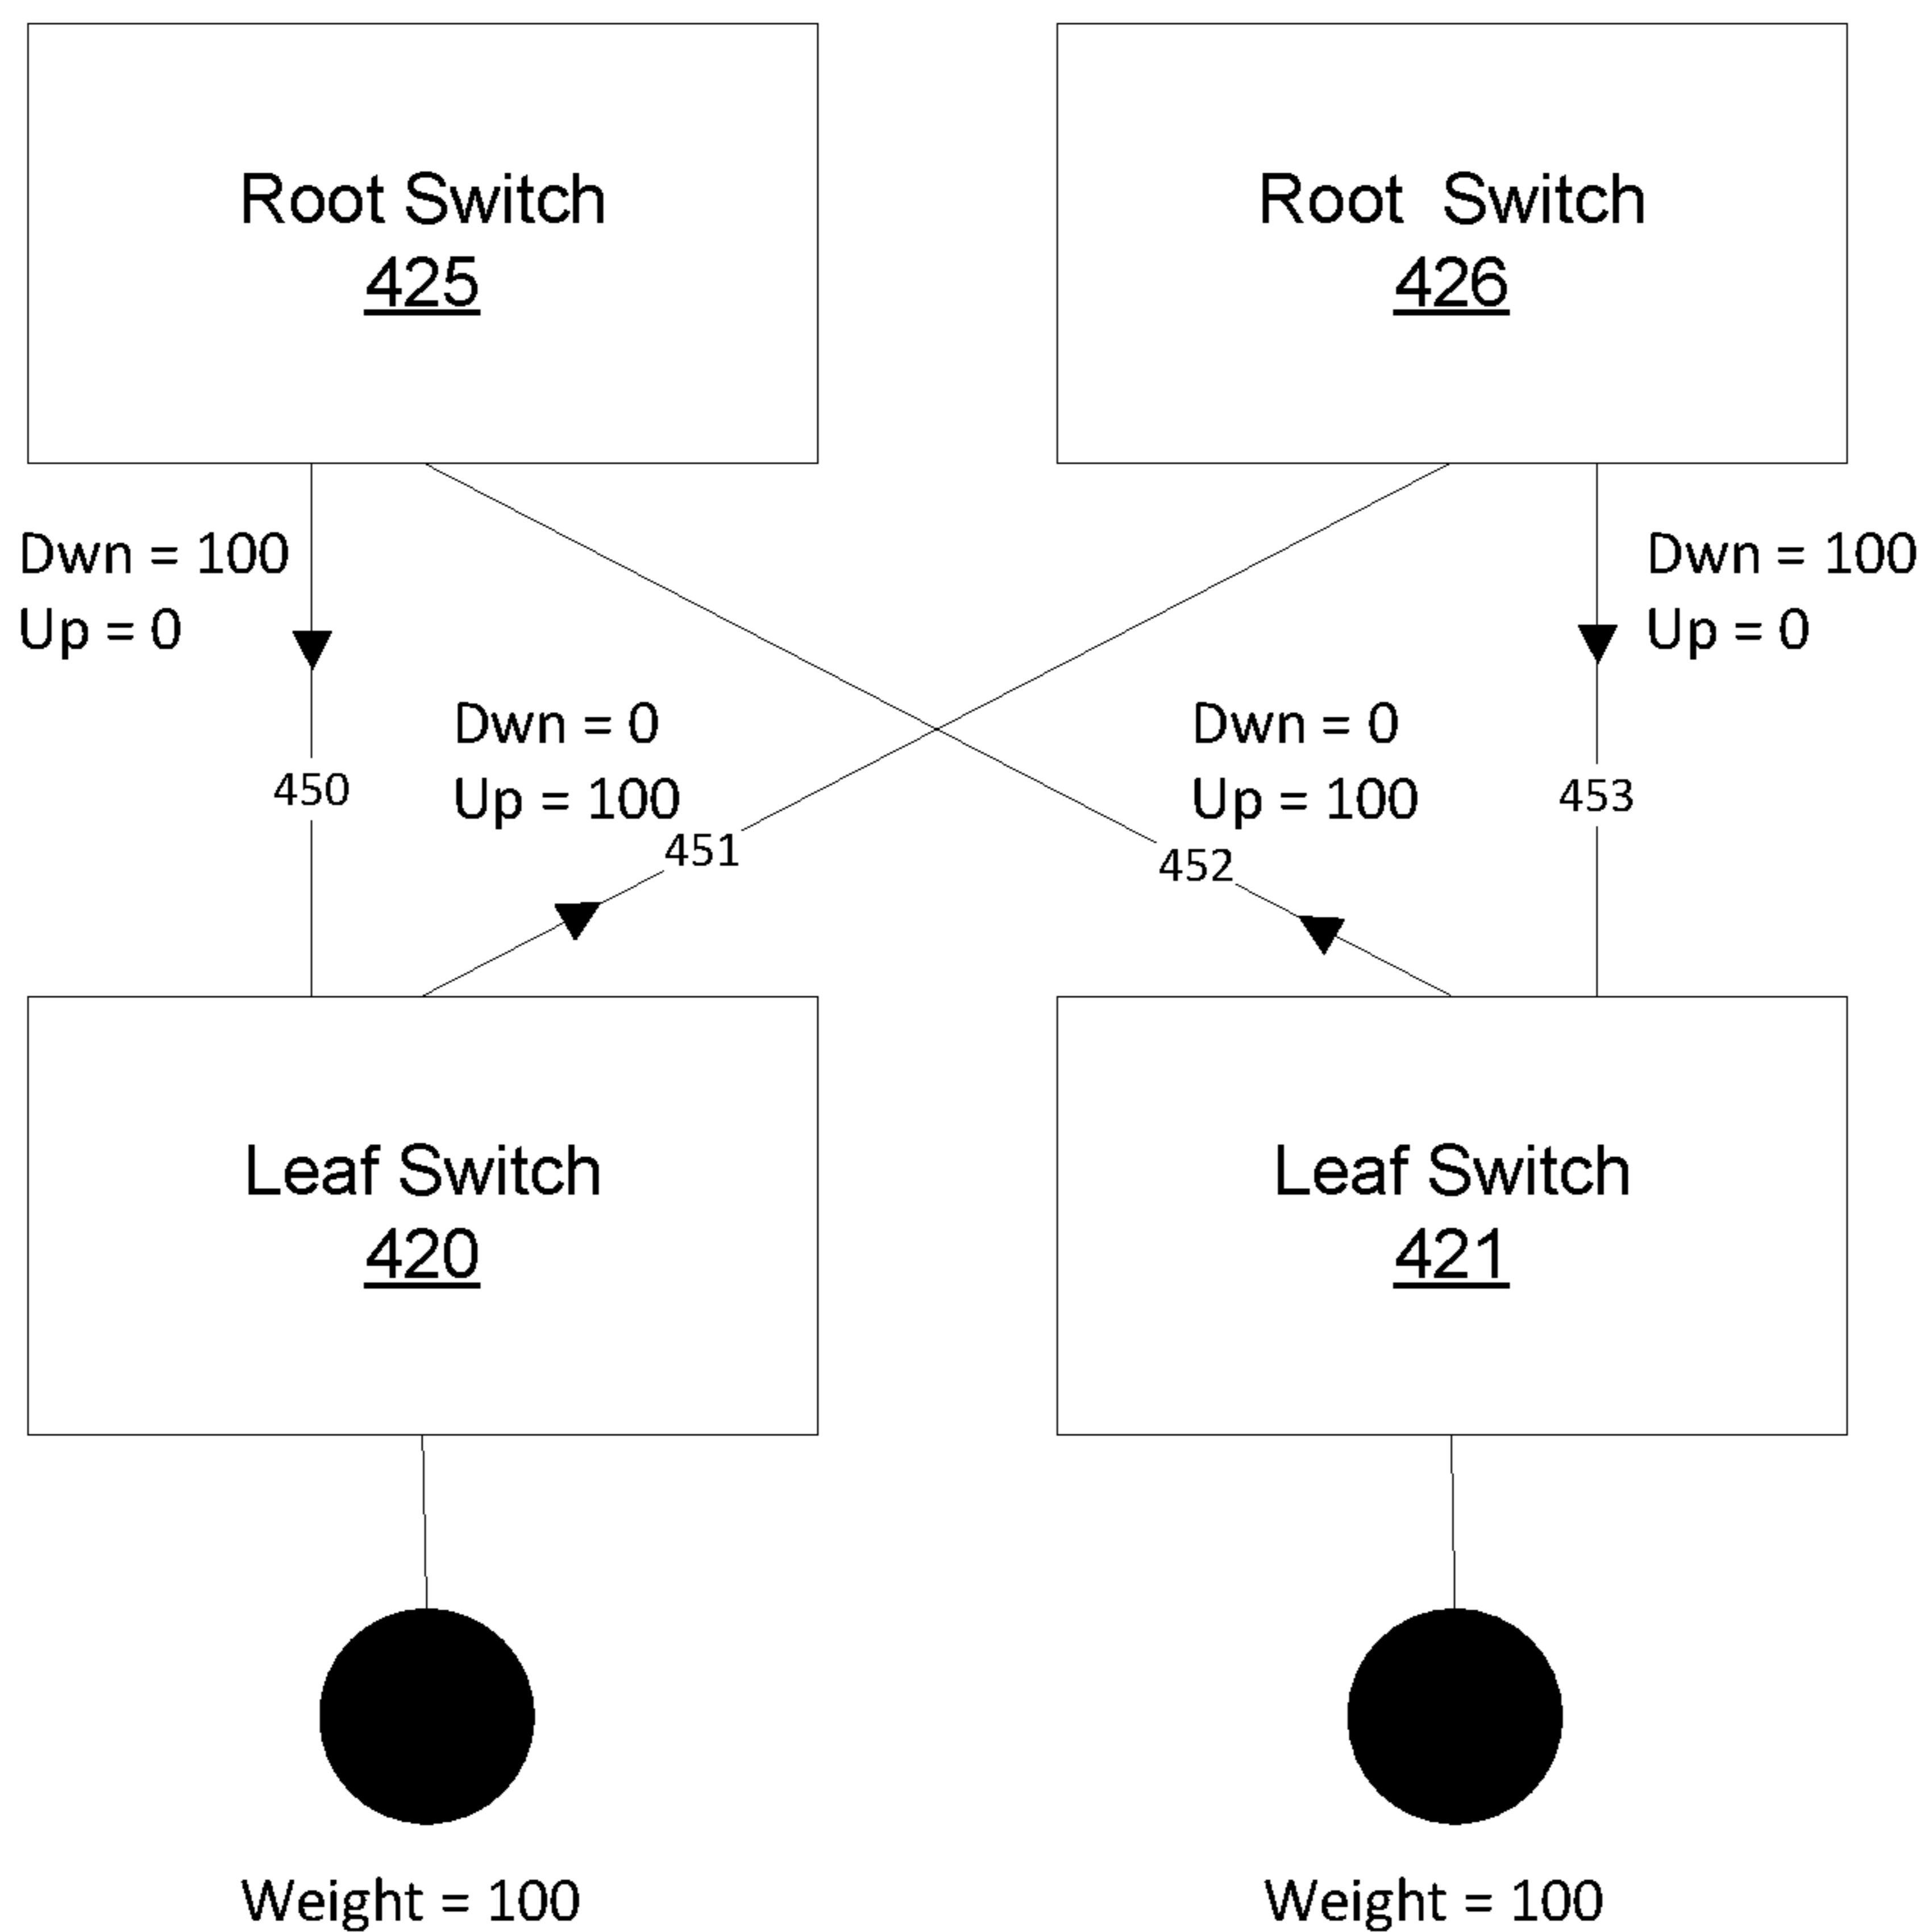 Root Switch
425
Root Switch
426
Dwn = 100
Up = 0
Dwn = 100
Up = 0
Dwn = 0
Up = 100
Dwn = 0
Up = 100
450
453
451
452
Leaf Switch
420
Leaf Switch
421
Weight = 100
Weight = 100